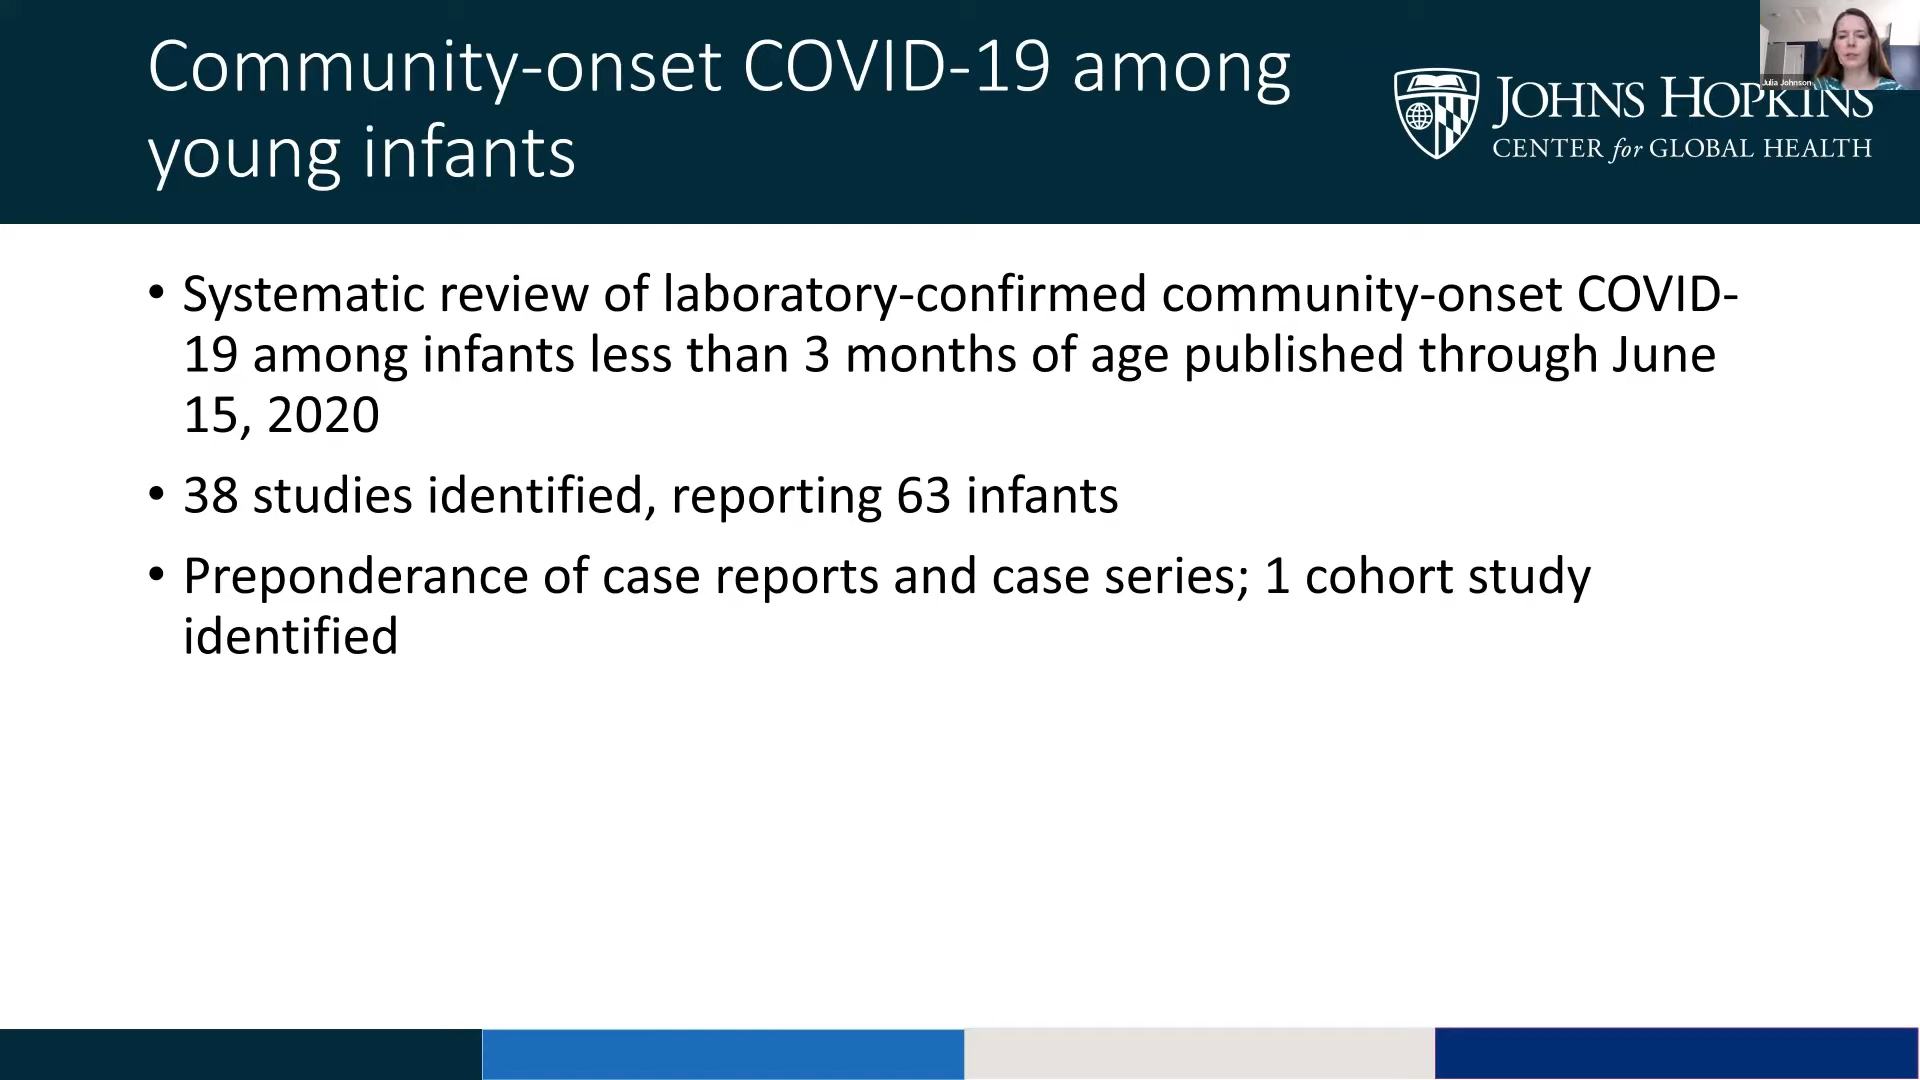 Community-onset COVID-19 among
young infants
JOHNS HOPKINS
CENTER for GLOBAL HEALTH
Julia Johnson
• Systematic review of laboratory-confirmed community-onset COVID-
19 among infants less than 3 months of age published through June
15, 2020
• 38 studies identified, reporting 63 infants
• Preponderance of case reports and case series; 1 cohort study
identified